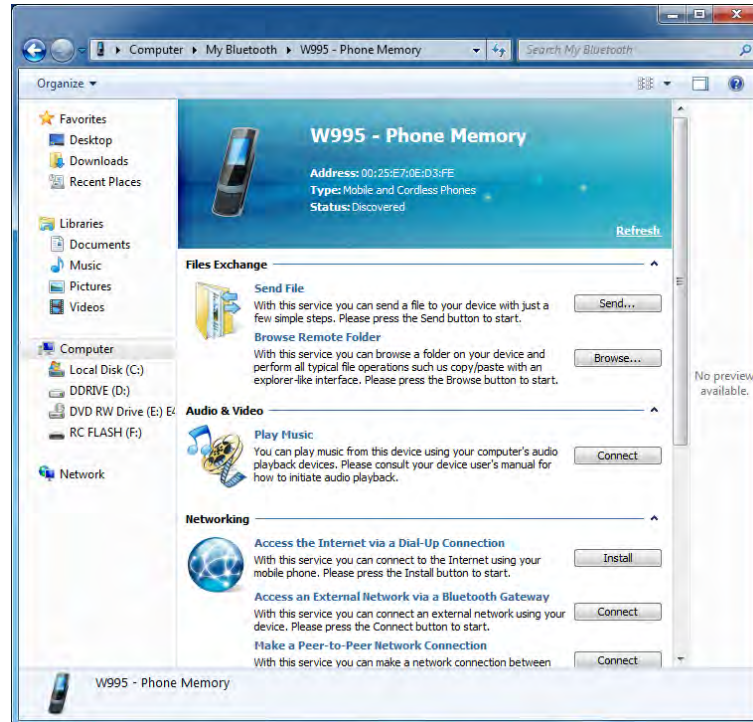 Computer ▸ My Bluetooth ▸ W995 - Phone Memory
Search My Bluetooth
Organize
Favorites
Desktop
Downloads
Recent Places
Libraries
Documents
Music
Pictures
Videos
Computer
Local Disk (C:)
DDRIVE (D:)
DVD RW Drive (E:) E4
RC FLASH (F:)
Network
W995 - Phone Memory
Address: 00:25:E7:0E:D3:FE
Type: Mobile and Cordless Phones
Status: Discovered
Refresh
Files Exchange
Send File
With this service you can send a file to your device with just a
few simple steps. Please press the Send button to start.
Send...
Browse Remote Folder
With this service you can browse a folder on your device and
perform all typical file operations such us copy/paste with an
explorer-like interface. Please press the Browse button to start.
Browse...
Audio & Video
Play Music
You can play music from this device using your computer's audio
playback devices. Please consult your device user's manual for
how to initiate audio playback.
Connect
Networking
Access the Internet via a Dial-Up Connection
With this service you can connect to the Internet using your
mobile phone. Please press the Install button to start.
Install
Access an External Network via a Bluetooth Gateway
With this service you can connect an external network using your
device. Please press the Connect button to start.
Connect
Make a Peer-to-Peer Network Connection
With this service you can make a network connection between
Connect
No preview
available.
W995 - Phone Memory